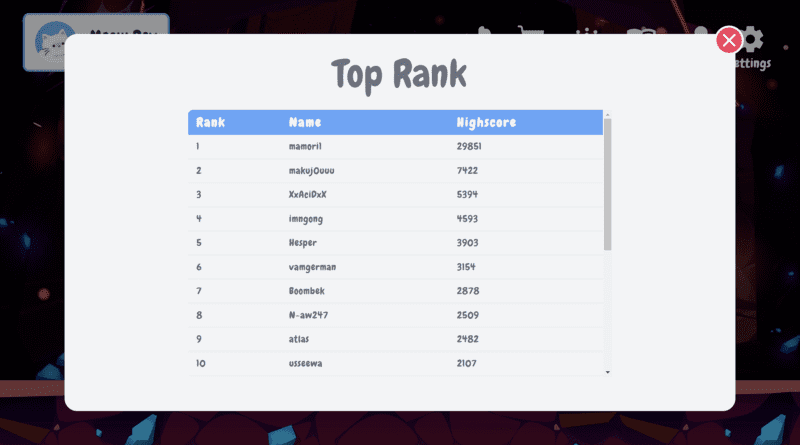 Top Rank
Rank Name Highscore
1 mamori1 29851
2 makuj0uuu 7422
3 XxAciDxX 5394
4 imngong 4593
5 Hesper 3903
6 vamgerman 3154
7 Boombek 2878
8 N-aw247 2509
9 atlas 2482
10 usseewa 2107